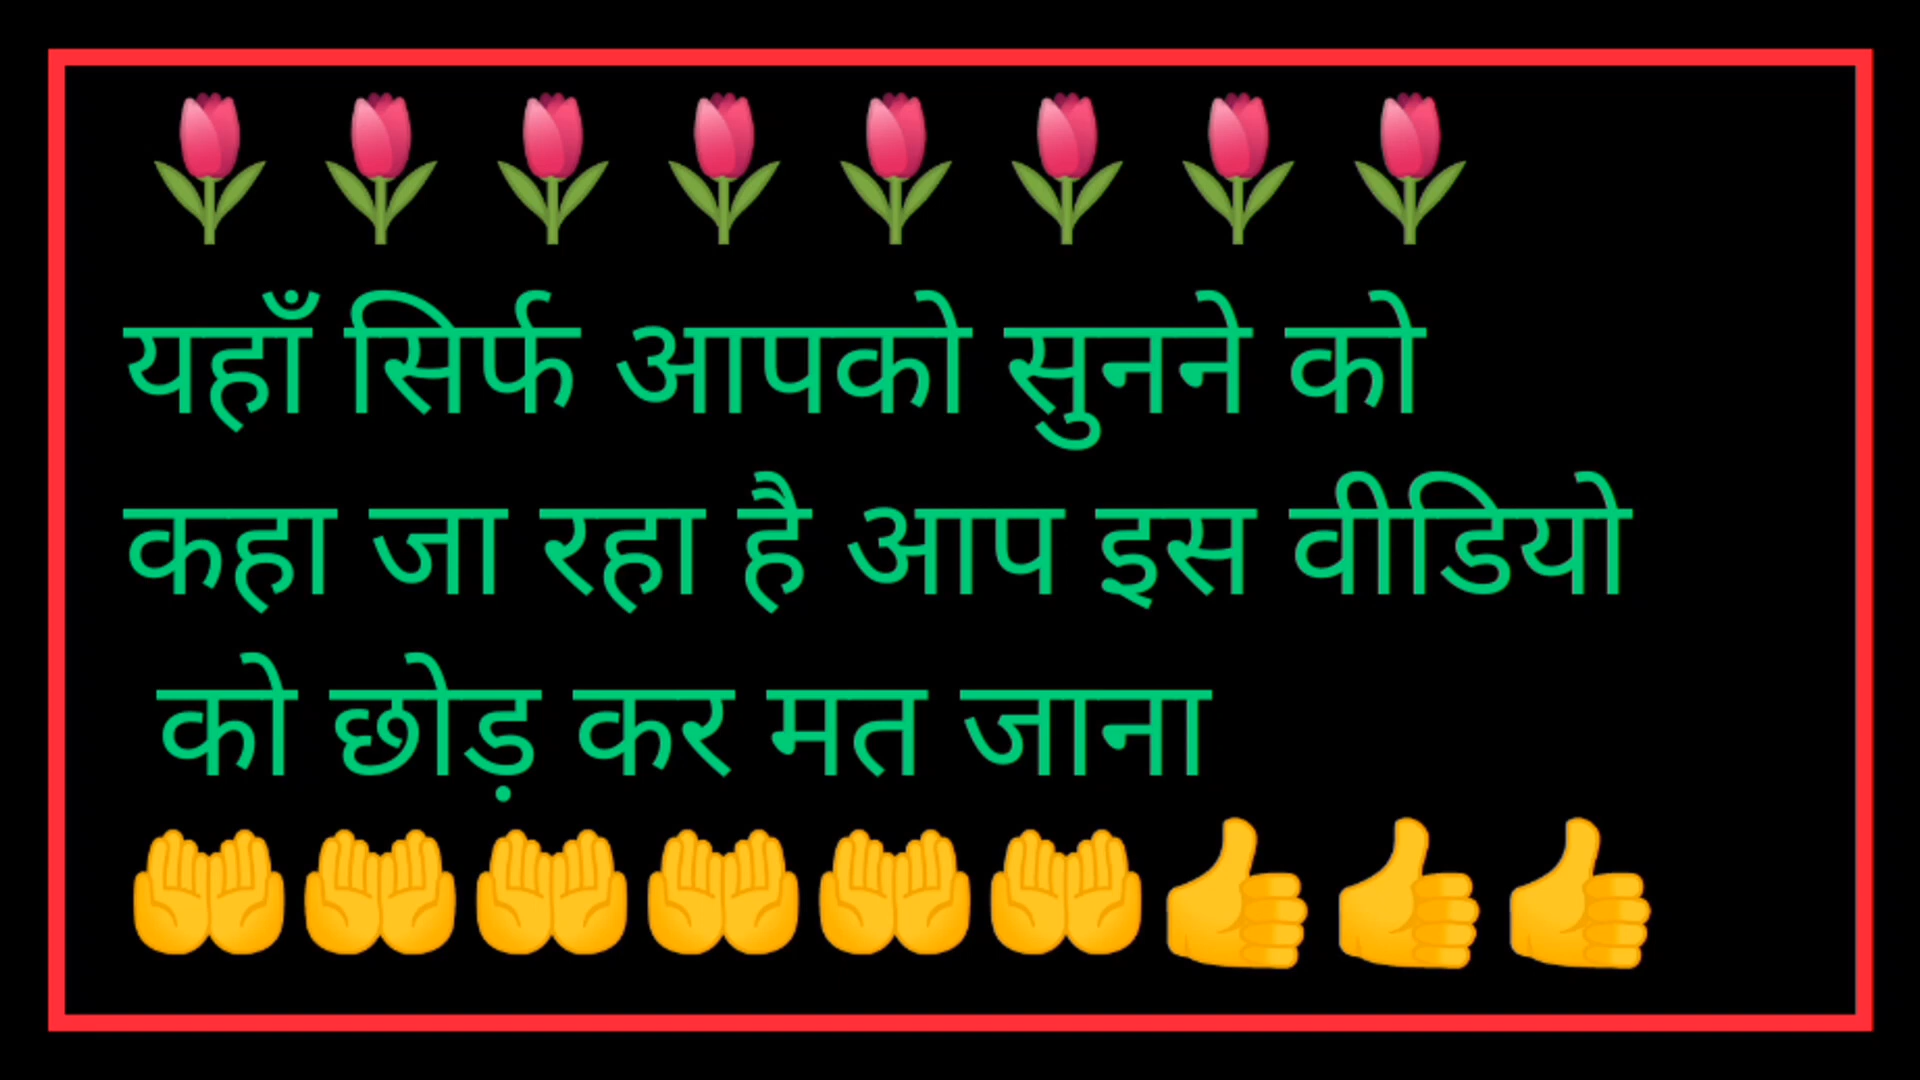 🌷🌷🌷🌷🌷🌷🌷🌷
यहाँ सिर्फ आपको सुनने को
कहा जा रहा है आप इस वीडियो
को छोड़ कर मत जाना
🤲🤲🤲🤲🤲🤲👍👍👍